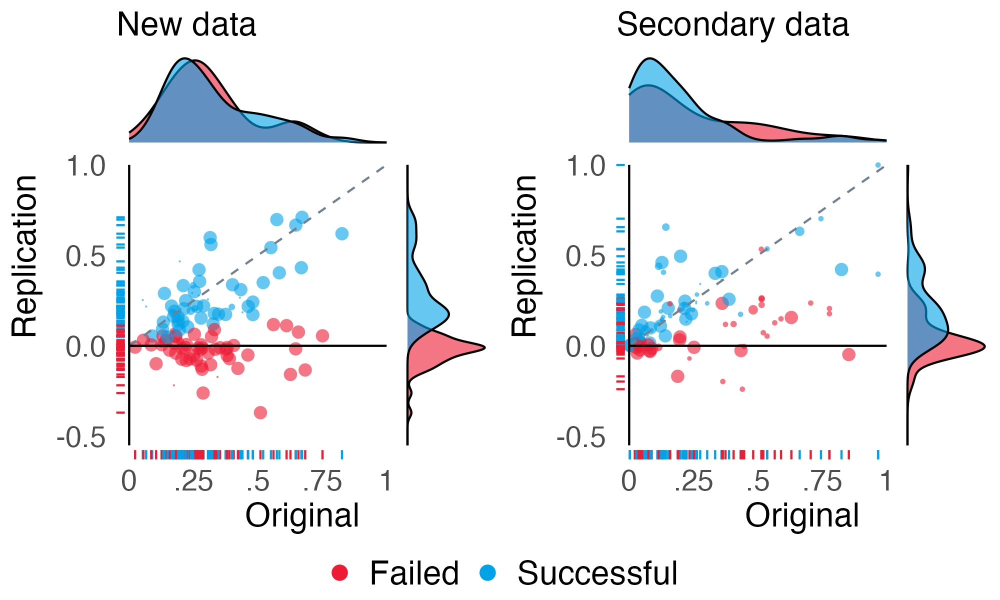 New data
Secondary data
1.0
0.5
0.0
-0.5
Replication
0 .25 .5 .75 1
Original
1.0
0.5
0.0
-0.5
Replication
0 .25 .5 .75 1
Original
Failed Successful